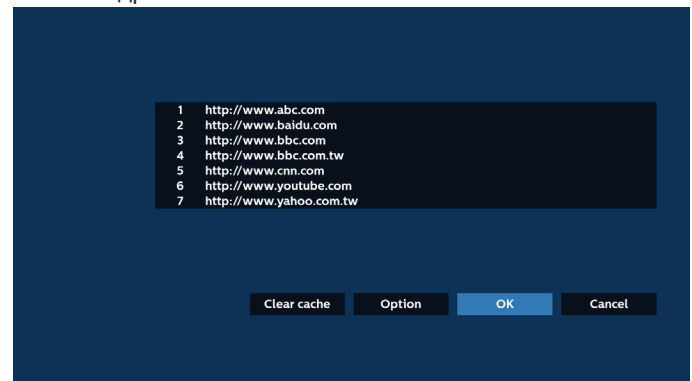 1 http://www.abc.com
2 http://www.baidu.com
3 http://www.bbc.com
4 http://www.bbc.com.tw
5 http://www.cnn.com
6 http://www.youtube.com
7 http://www.yahoo.com.tw
Clear cache Option OK Cancel